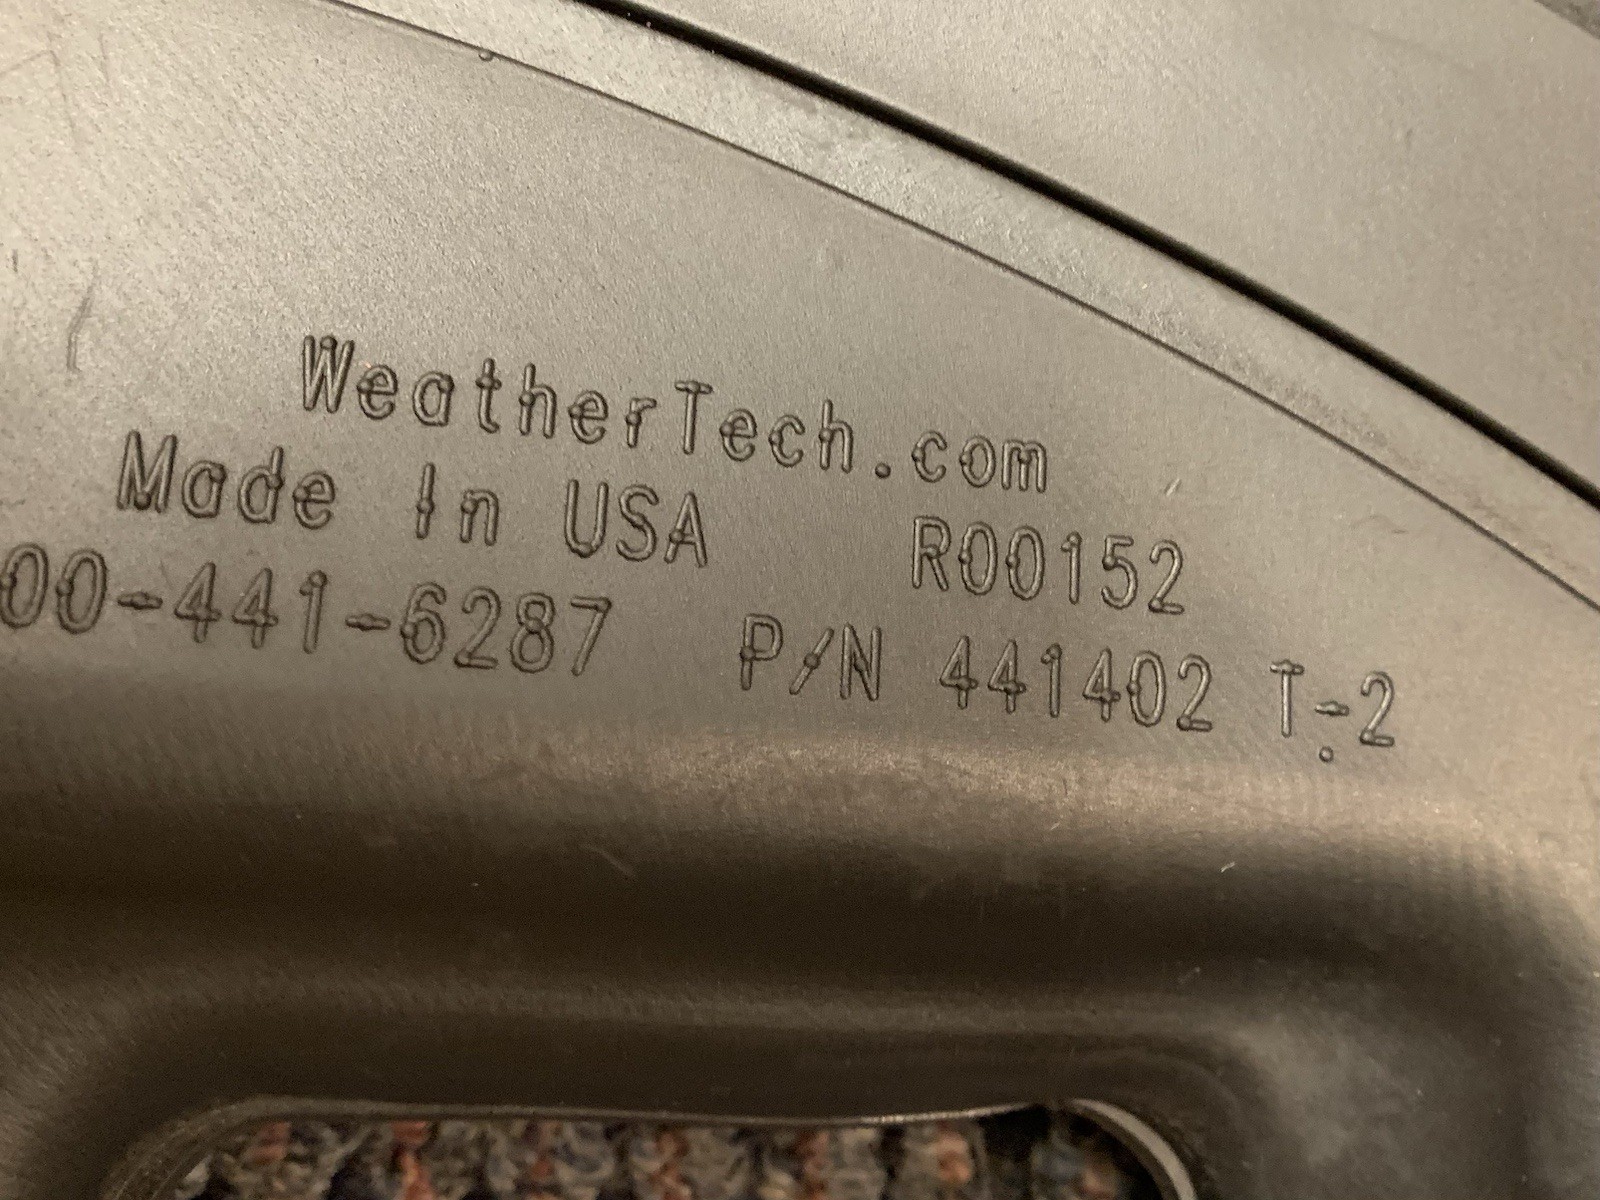 WeatherTech.com
Made In USA R00152
00-441-6287 P/N 441402 T-2